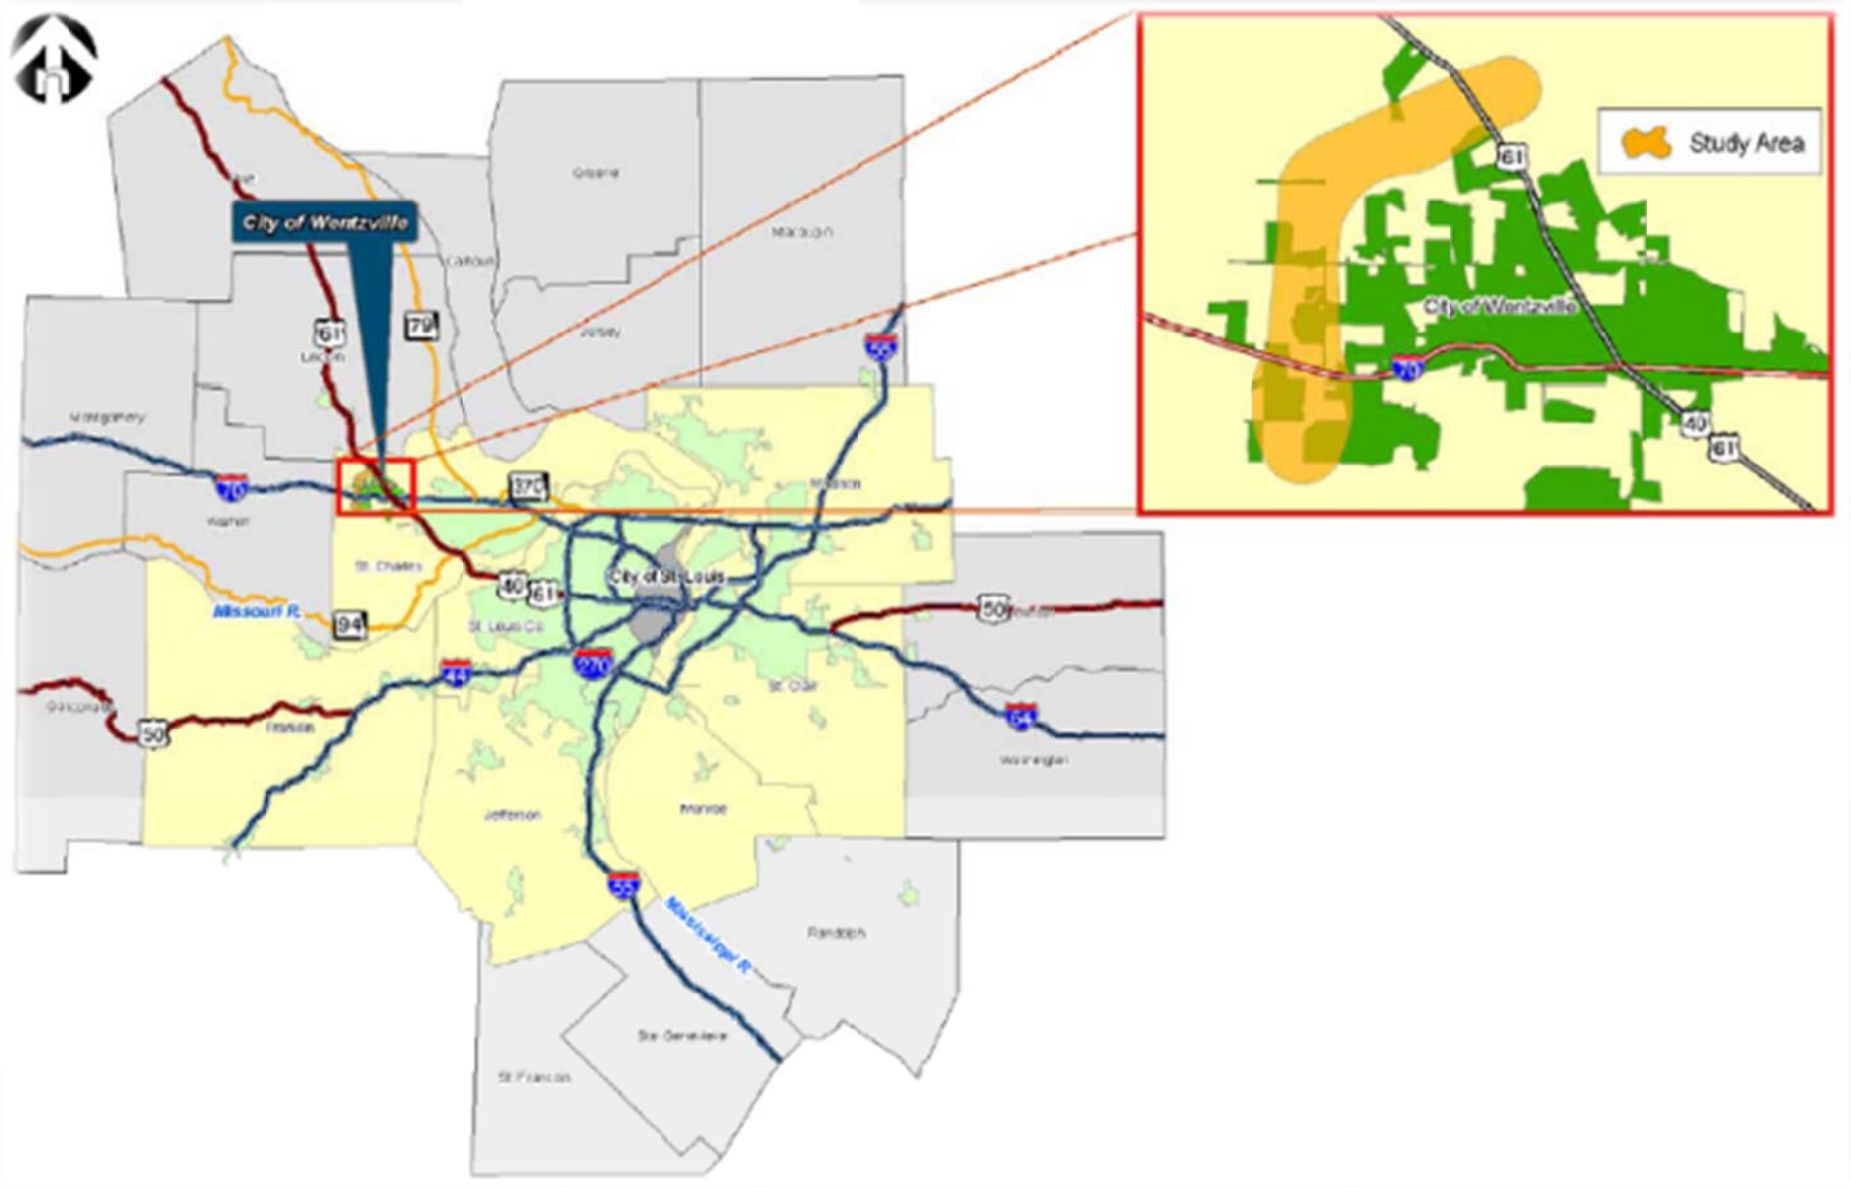 n
Study Area
61
City of Wentzville
70
40
61
City of Wentzville
Pike
Greene
Macoupin
Calhoun
61
79
Lincoln
Jersey
55
Montgomery
70
370
Madison
Warren
St. Charles
40
61
City of St. Louis
50
Missouri R.
94
St. Louis Co.
270
44
St. Clair
64
50
Franklin
Washington
Jefferson
Monroe
55
Mississippi R.
Randolph
Ste Genevieve
St Francois